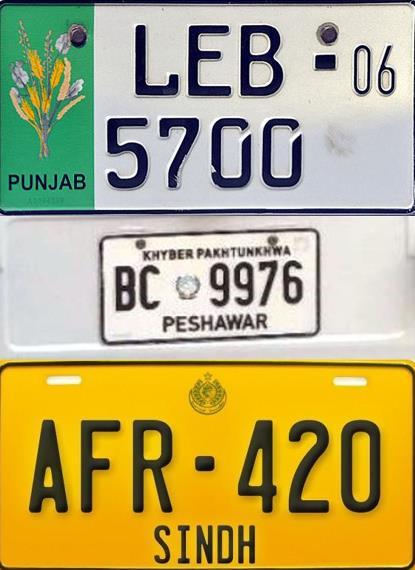 LEB - 06
5700
PUNJAB
KHYBER PAKHTUNKHWA
BC 9976
PESHAWAR
AFR - 420
SINDH